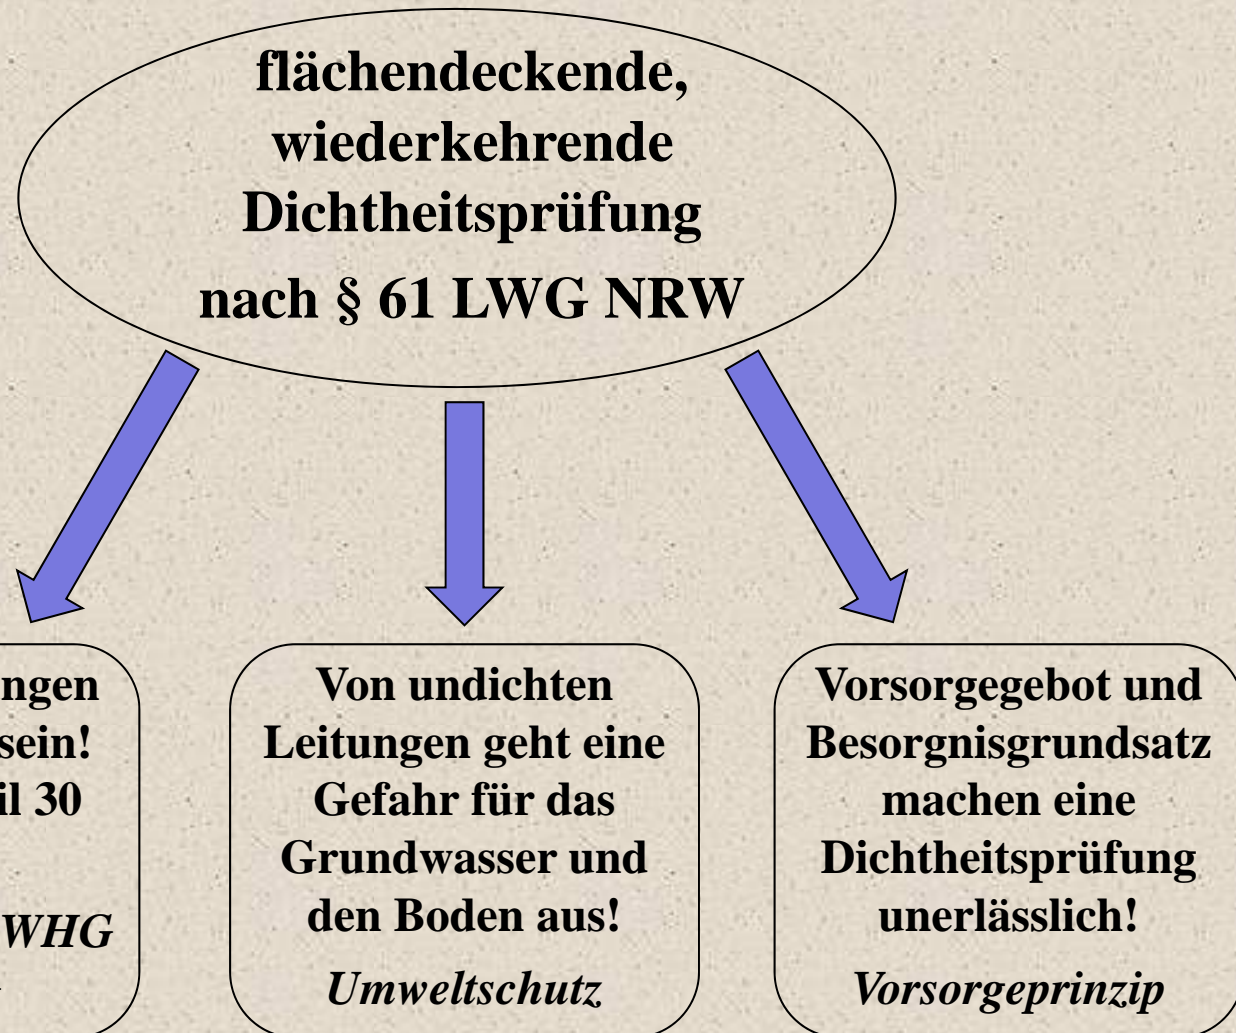 flächendeckende,
wiederkehrende
Dichtheitsprüfung
nach § 61 LWG NRW
ngen
sein!
il 30
WHG
Von undichten
Leitungen geht eine
Gefahr für das
Grundwasser und
den Boden aus!
Umweltschutz
Vorsorgegebot und
Besorgnisgrundsatz
machen eine
Dichtheitsprüfung
unerlässlich!
Vorsorgeprinzip